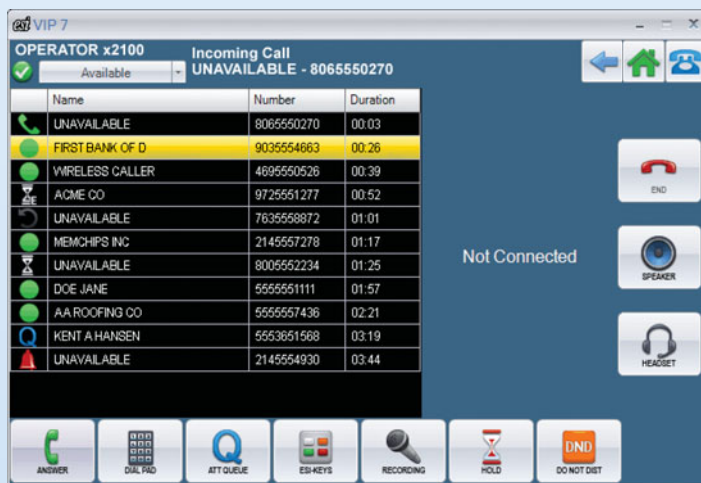 esi VIP 7
OPERATOR x2100
Available
Incoming Call
UNAVAILABLE - 8065550270
Name Number Duration
UNAVAILABLE 8065550270 00:03
FIRST BANK OF D 9035554663 00:26
WIRELESS CALLER 4695550526 00:39
E ACME CO 9725551277 00:52
UNAVAILABLE 7635558872 01:01
MEMCHIPS INC 2145557278 01:17
UNAVAILABLE 8005552234 01:25
DOE JANE 5555551111 01:57
AA ROOFING CO 5555557436 02:21
Q KENT A HANSEN 5553651568 03:19
UNAVAILABLE 2145554930 03:44
Not Connected
END
SPEAKER
HEADSET
ANSWER
DIAL PAD
Q
ATT QUEUE
ESI-KEYS
RECORDING
HOLD
DND
DO NOT DIST